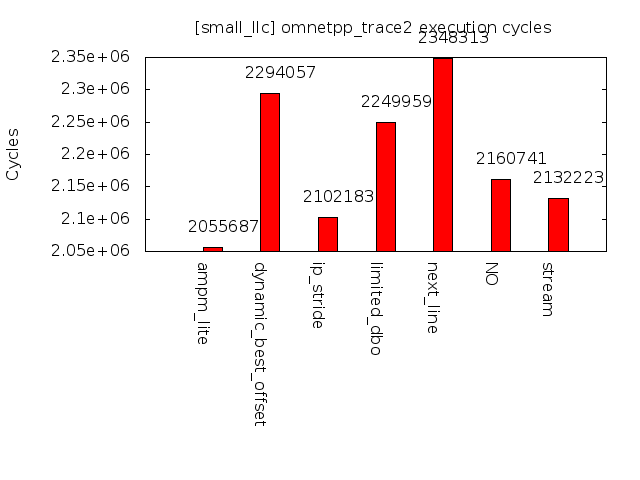 [small_llc] omnetpp_trace2 execution cycles
2348313
2.35e+06
2294057
2.3e+06
2249959
2.25e+06
2160741
2.2e+06
2132223
2102183
2.15e+06
2055687
2.1e+06
2.05e+06
Cycles
ampm_lite
dynamic_best_offset
ip_stride
limited_dbo
next_line
NO
stream